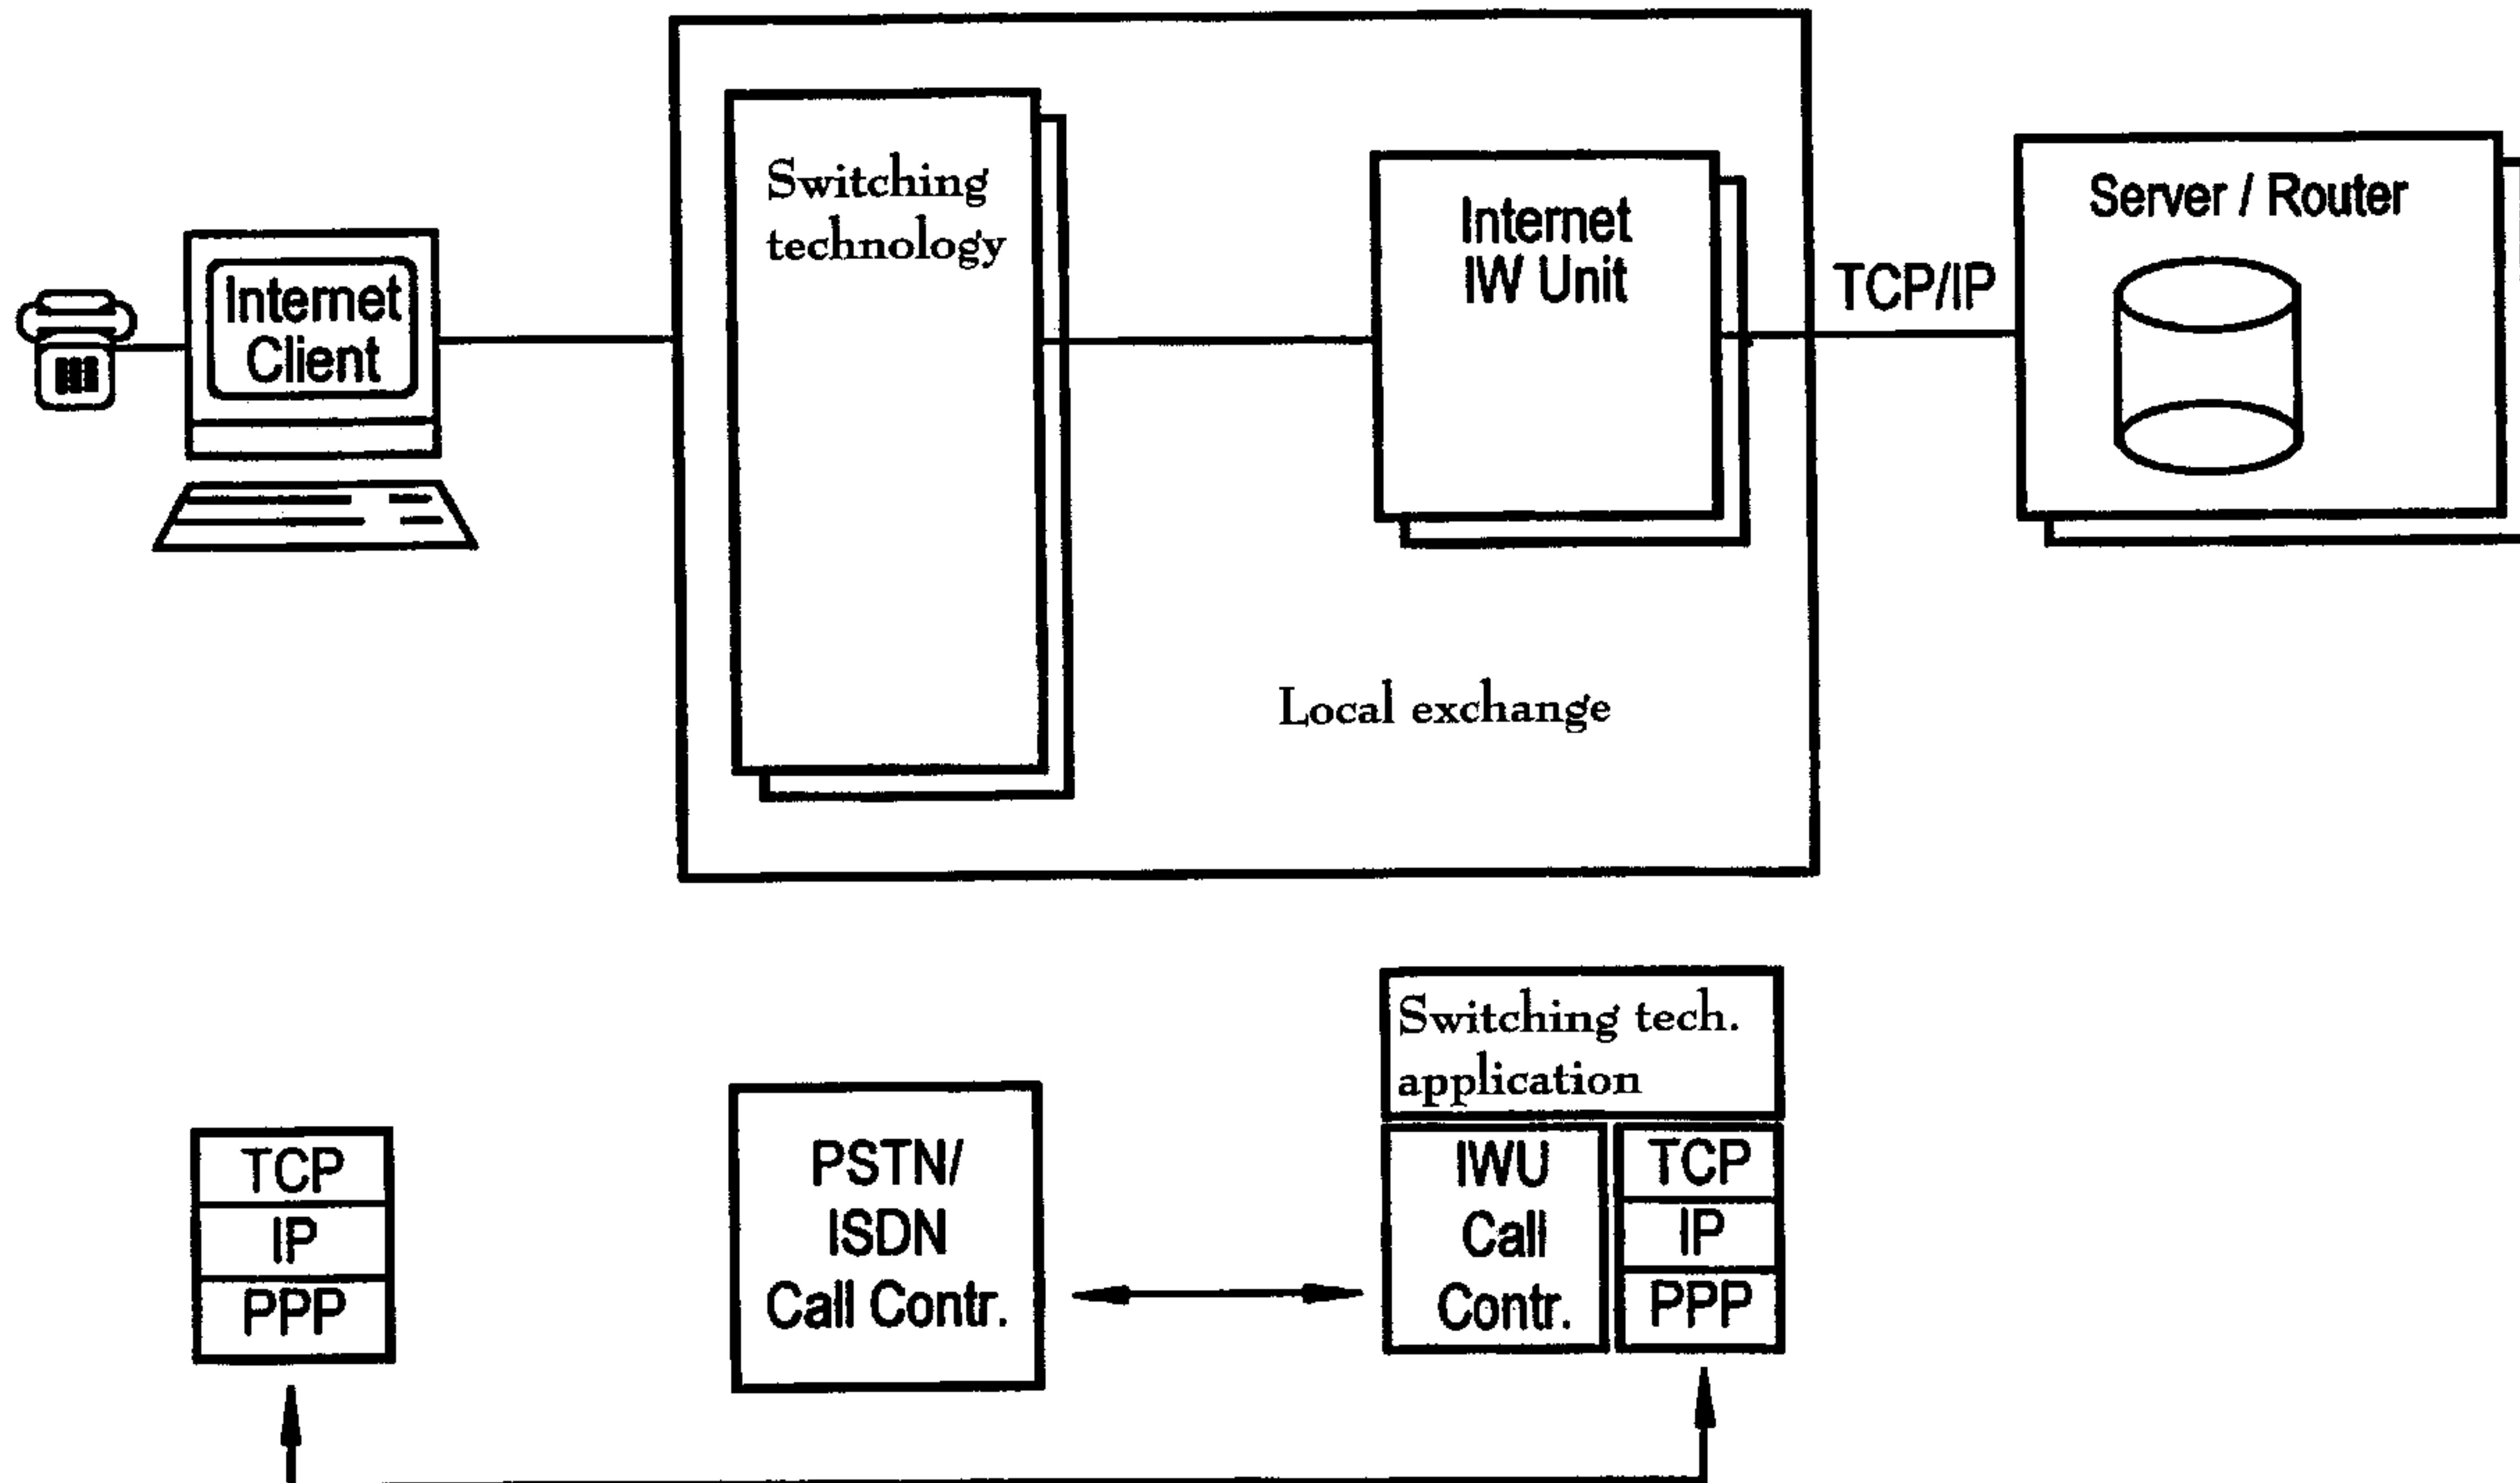 Switching
technology
Internet
IW Unit
Server / Router
TCP/IP
Internet
Client
Local exchange
Switching tech.
application
TCP
IP
PPP
PSTN/
ISDN
Call Contr.
IWU
Call
Contr.
TCP
IP
PPP